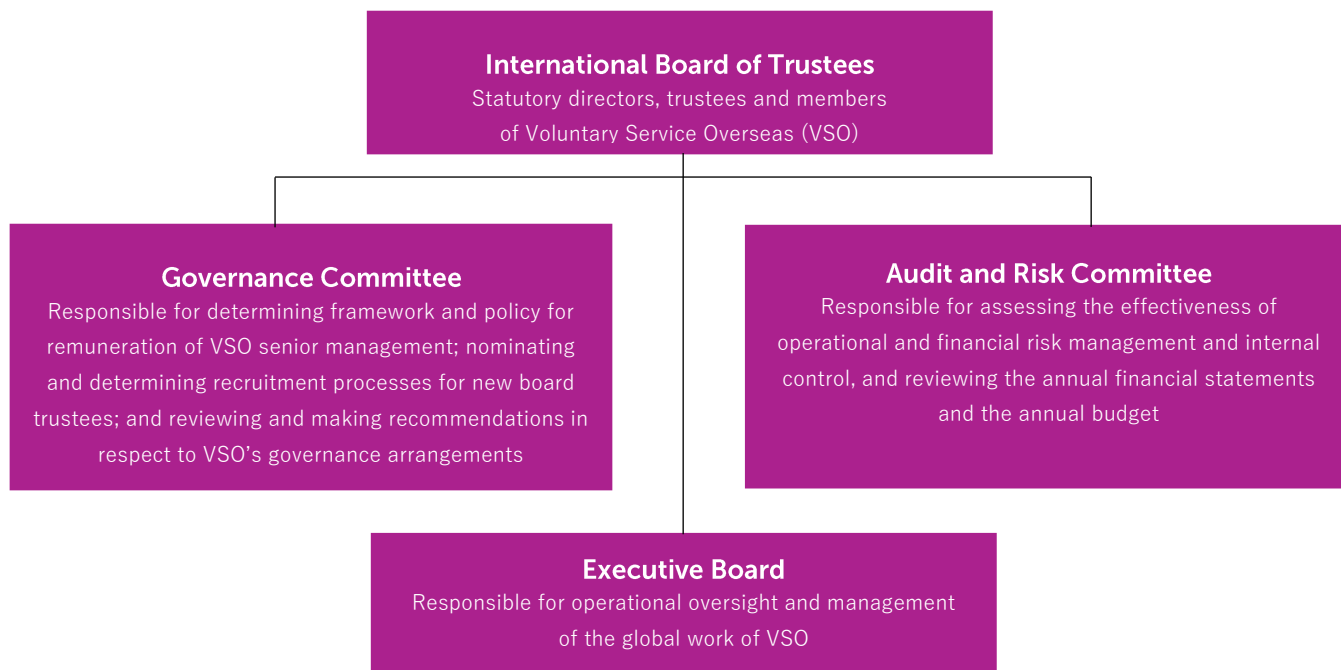 International Board of Trustees
Statutory directors, trustees and members
of Voluntary Service Overseas (VSO)
Governance Committee
Responsible for determining framework and policy for
remuneration of VSO senior management; nominating
and determining recruitment processes for new board
trustees; and reviewing and making recommendations in
respect to VSO’s governance arrangements
Audit and Risk Committee
Responsible for assessing the effectiveness of
operational and financial risk management and internal
control, and reviewing the annual financial statements
and the annual budget
Executive Board
Responsible for operational oversight and management
of the global work of VSO